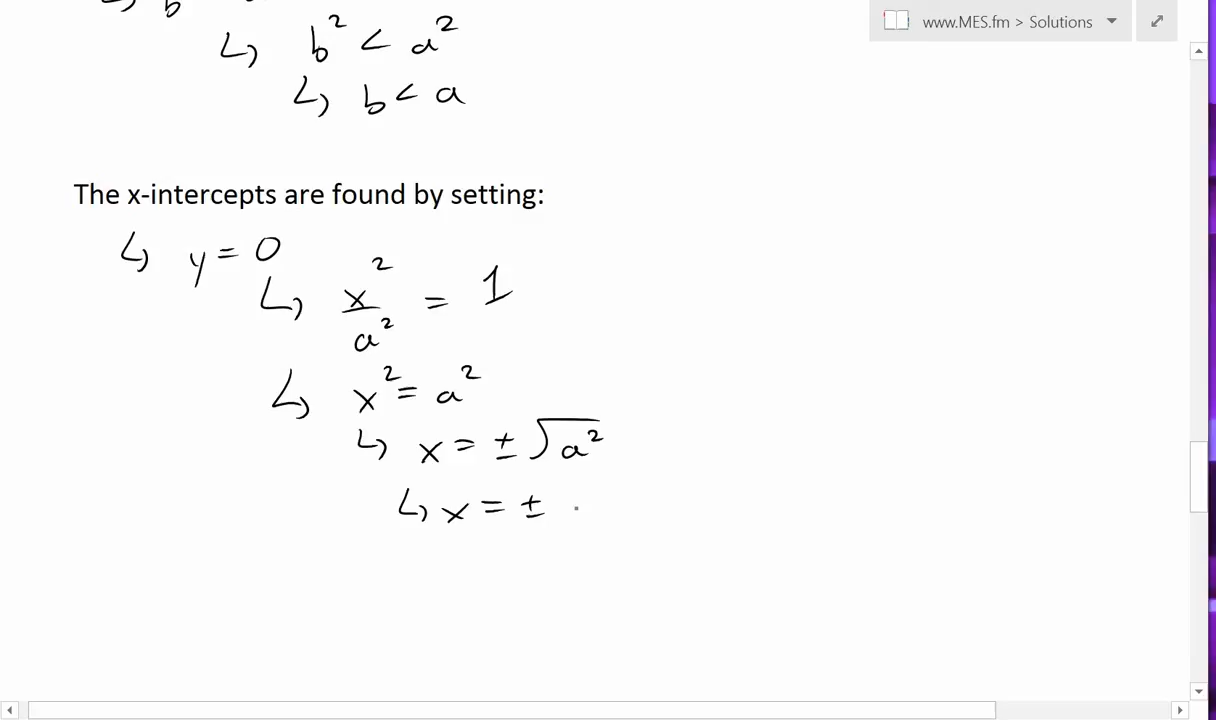 b
www.MES.fm > Solutions
↳ b² < a²
↳ b < a
The x-intercepts are found by setting:
↳ y = 0
↳ x²/a² = 1
↳ x² = a²
↳ x = ± √a²
↳ x = ±